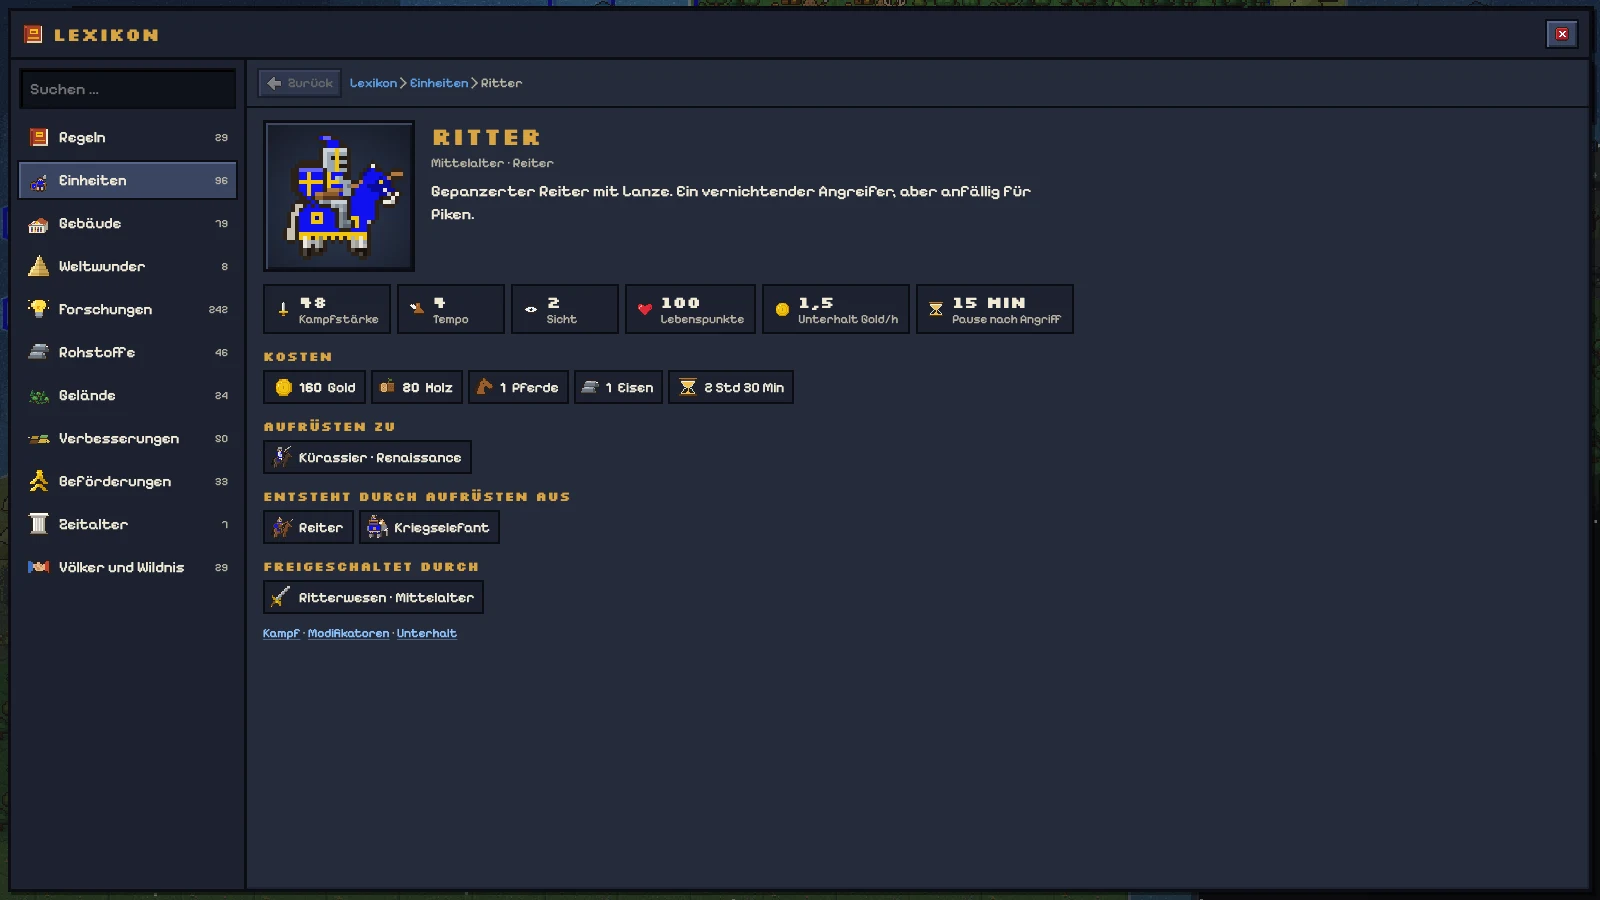 LEXIKON
Suchen ...
Regeln 29
Einheiten 96
Gebäude 79
Weltwunder 8
Forschungen 242
Rohstoffe 46
Gelände 24
Verbesserungen 80
Beförderungen 33
Zeitalter 7
Völker und Wildnis 29
Zurück Lexikon > Einheiten > Ritter
RITTER
Mittelalter · Reiter
Gepanzerter Reiter mit Lanze. Ein vernichtender Angreifer, aber anfällig für
Piken.
48 Kampfstärke
4 Tempo
2 Sicht
100 Lebenspunkte
1,5 Unterhalt Gold/h
15 MIN Pause nach Angriff
KOSTEN
160 Gold 80 Holz 1 Pferde 1 Eisen 2 Std 30 Min
AUFRÜSTEN ZU
Kürassier · Renaissance
ENTSTEHT DURCH AUFRÜSTEN AUS
Reiter Kriegselefant
FREIGESCHALTET DURCH
Ritterwesen · Mittelalter
Kampf · Modifikatoren · Unterhalt